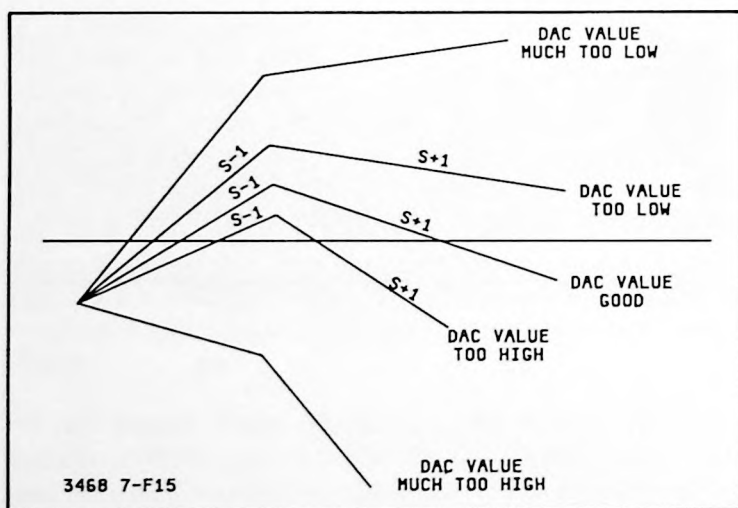 DAC VALUE
MUCH TOO LOW
S-1
S+1
S-1
DAC VALUE
TOO LOW
S-1
S+1
S+1
DAC VALUE
GOOD
DAC VALUE
TOO HIGH
DAC VALUE
MUCH TOO HIGH
3468 7-F15